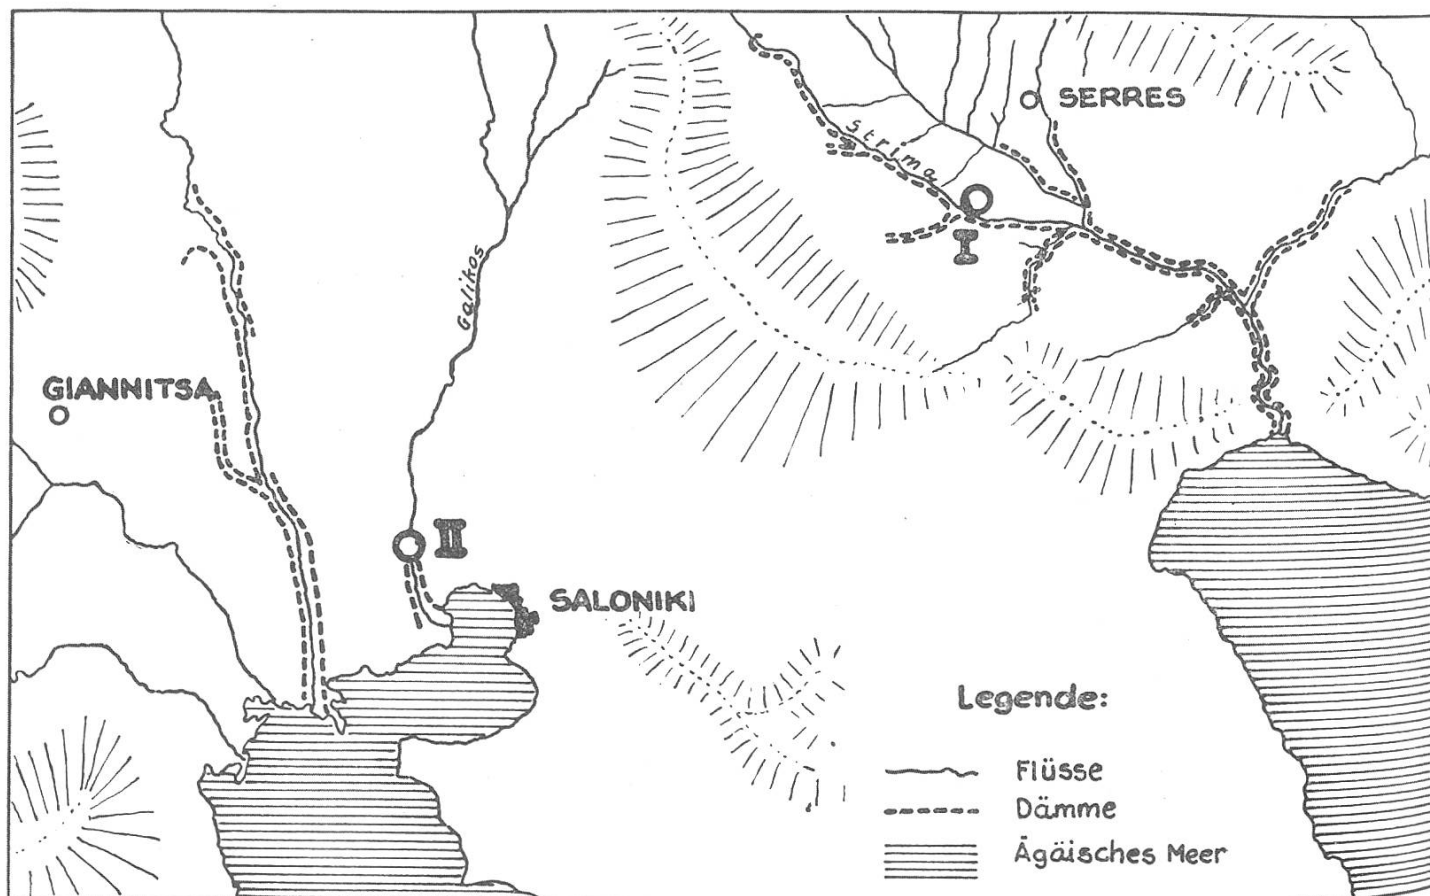 SERRES
Strima
I
Galikos
GIANNITSA
II
SALONIKI
Legende:
Flüsse
Dämme
Ägäisches Meer